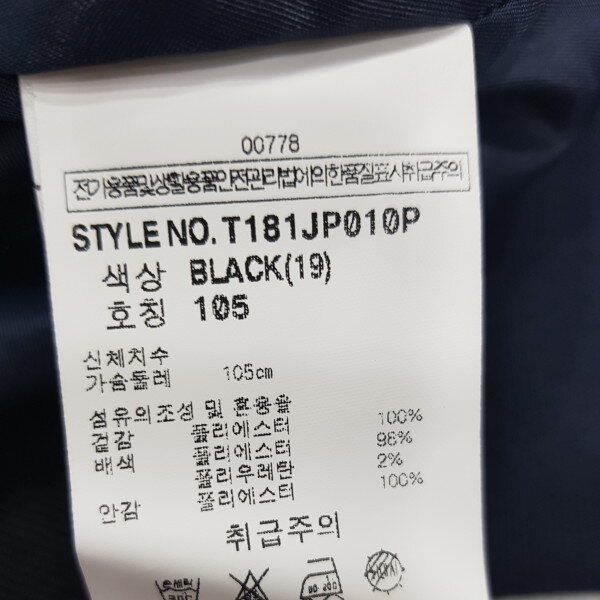 00778
전기용품및생활용품안전관리법에의한품질표시취급주의
STYLE NO. T181JP010P
색상 BLACK(19)
호칭 105
신체치수
가슴둘레 105cm
섬유의조성 및 혼용율
겉감 폴리에스터 100%
배색 폴리에스터 98%
폴리우레탄 2%
안감 폴리에스터 100%
취급주의